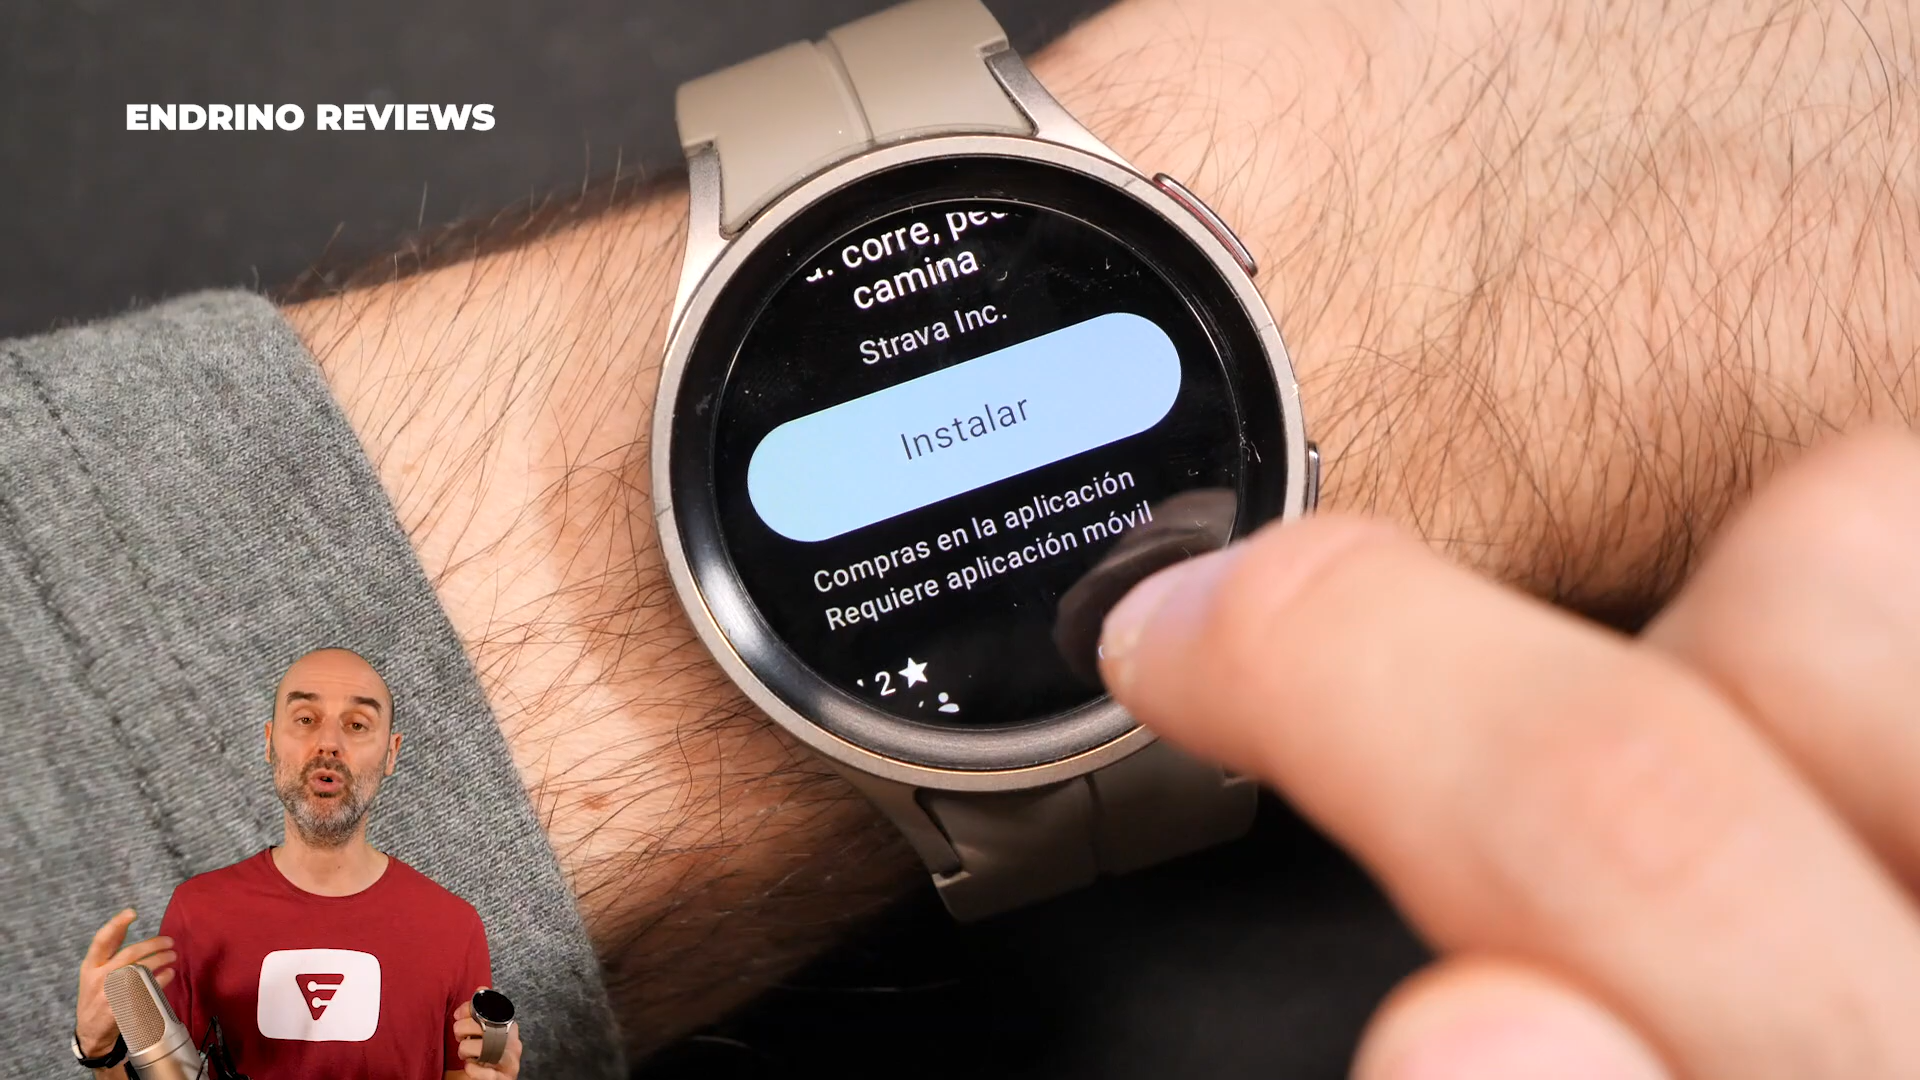 ENDRINO REVIEWS
corre,
camina
Strava Inc.
Instalar
Compras en la aplicación
Requiere aplicación móvil
2 ★